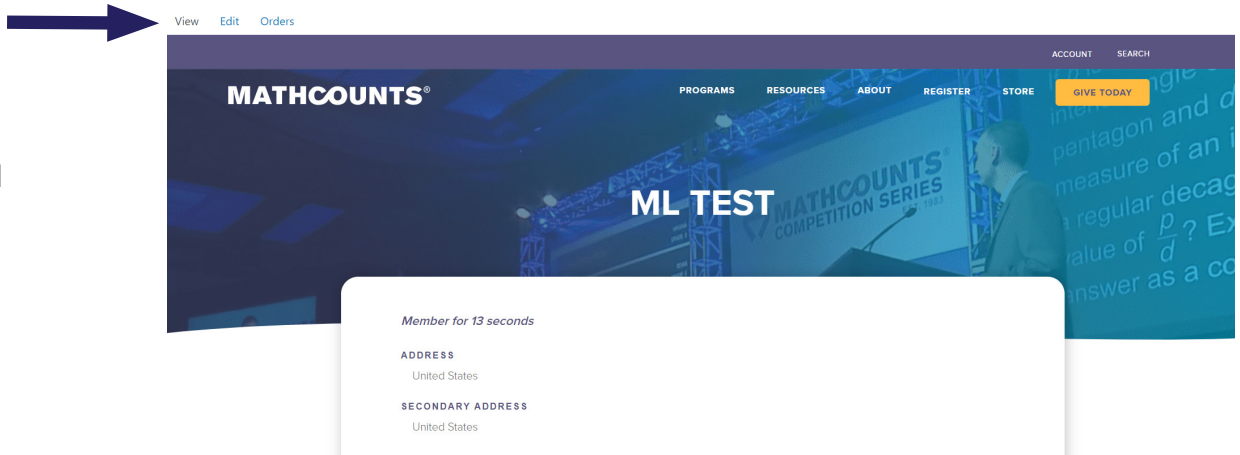 View Edit Orders
ACCOUNT SEARCH
MATHCOUNTS®
PROGRAMS RESOURCES ABOUT REGISTER STORE GIVE TODAY
pentagon and d
measure of an i
a regular decag
value of p/d ? Ex
answer as a co
MATHCOUNTS®
COMPETITION SERIES
EST. 1983
ML TEST
Member for 13 seconds
ADDRESS
United States
SECONDARY ADDRESS
United States